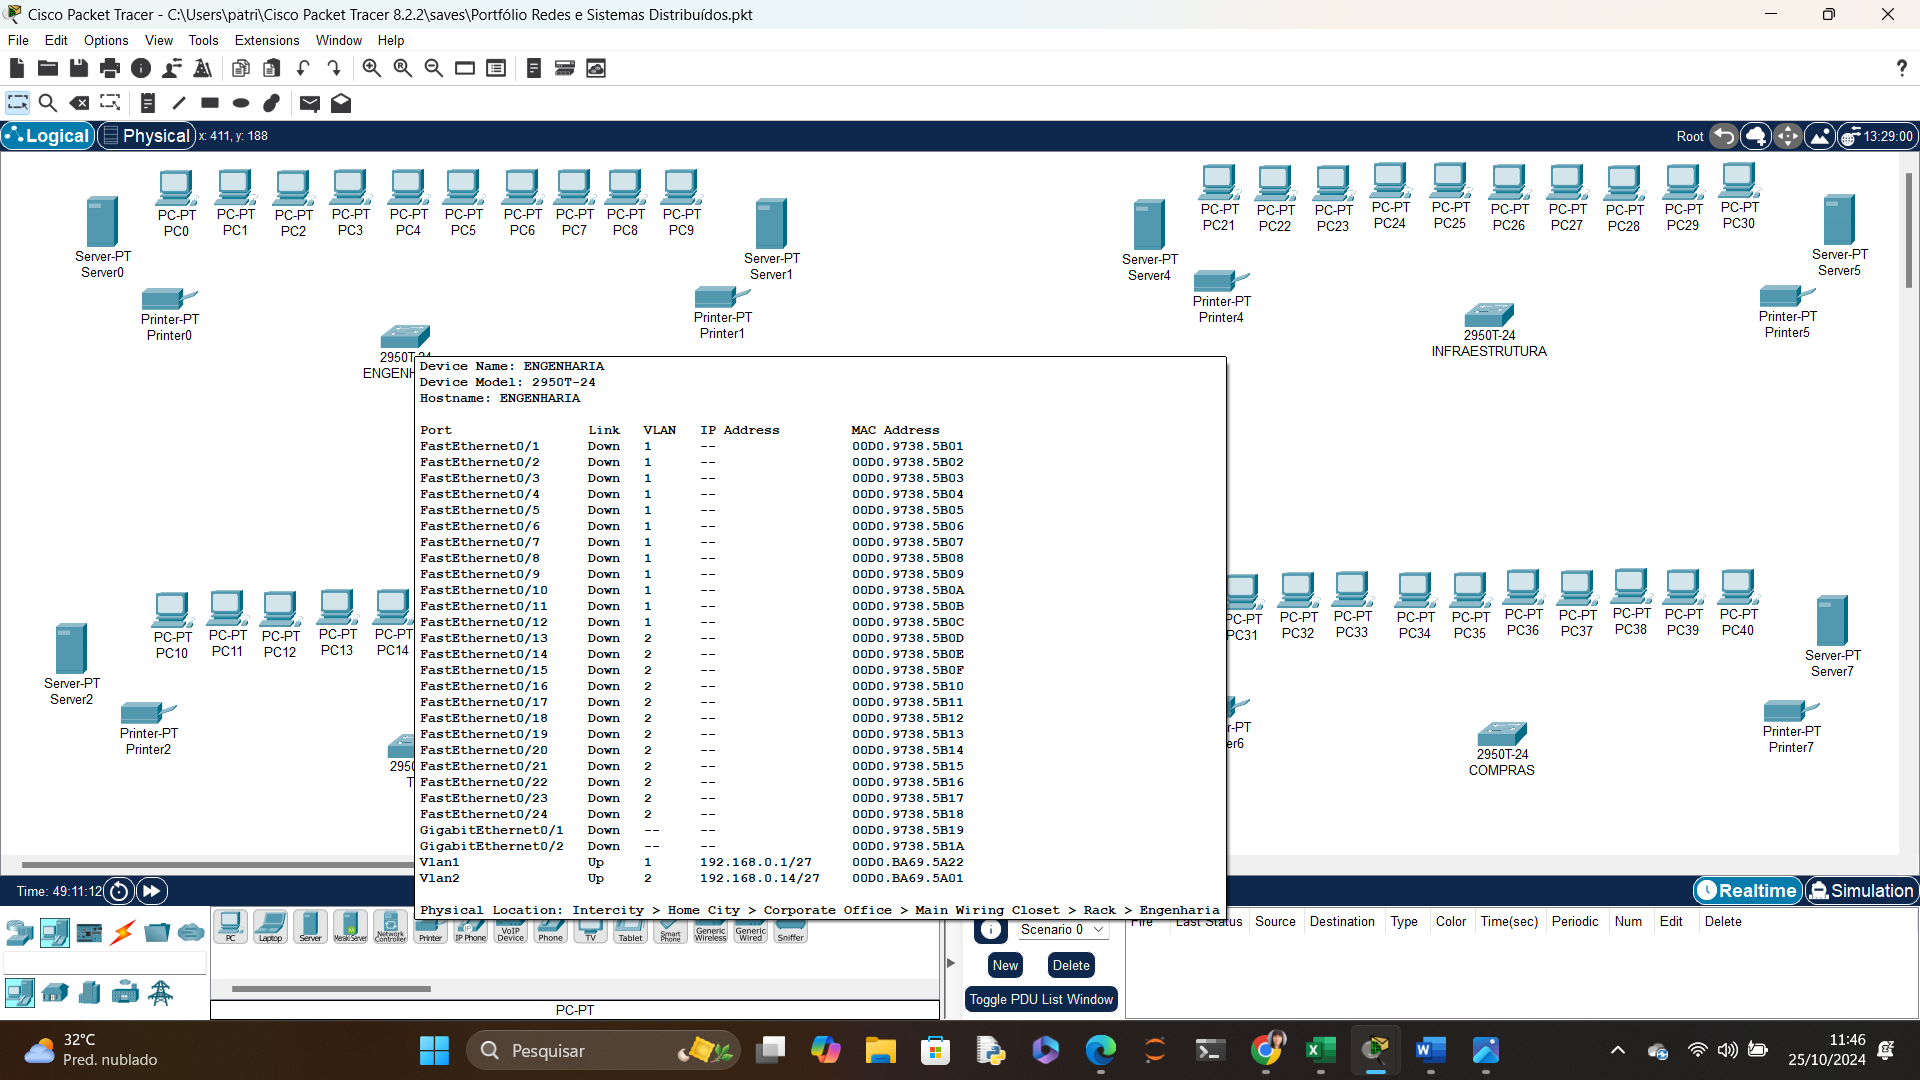 Cisco Packet Tracer - C:\Users\patri\Cisco Packet Tracer 8.2.2\saves\Portfólio Redes e Sistemas Distribuídos.pkt
File Edit Options View Tools Extensions Window Help
Logical Physical x: 411, y: 188 Root 13:29:00
PC-PT PC0
PC-PT PC1
PC-PT PC2
PC-PT PC3
PC-PT PC4
PC-PT PC5
PC-PT PC6
PC-PT PC7
PC-PT PC8
PC-PT PC9
Server-PT Server0
Server-PT Server1
Printer-PT Printer0
Printer-PT Printer1
2950T-24
ENGENH
PC-PT PC21
PC-PT PC22
PC-PT PC23
PC-PT PC24
PC-PT PC25
PC-PT PC26
PC-PT PC27
PC-PT PC28
PC-PT PC29
PC-PT PC30
Server-PT Server4
Server-PT Server5
Printer-PT Printer4
Printer-PT Printer5
2950T-24
INFRAESTRUTURA
Device Name: ENGENHARIA
Device Model: 2950T-24
Hostname: ENGENHARIA
Port Link VLAN IP Address MAC Address
FastEthernet0/1 Down 1 -- 00D0.9738.5B01
FastEthernet0/2 Down 1 -- 00D0.9738.5B02
FastEthernet0/3 Down 1 -- 00D0.9738.5B03
FastEthernet0/4 Down 1 -- 00D0.9738.5B04
FastEthernet0/5 Down 1 -- 00D0.9738.5B05
FastEthernet0/6 Down 1 -- 00D0.9738.5B06
FastEthernet0/7 Down 1 -- 00D0.9738.5B07
FastEthernet0/8 Down 1 -- 00D0.9738.5B08
FastEthernet0/9 Down 1 -- 00D0.9738.5B09
FastEthernet0/10 Down 1 -- 00D0.9738.5B0A
FastEthernet0/11 Down 1 -- 00D0.9738.5B0B
FastEthernet0/12 Down 1 -- 00D0.9738.5B0C
FastEthernet0/13 Down 2 -- 00D0.9738.5B0D
FastEthernet0/14 Down 2 -- 00D0.9738.5B0E
FastEthernet0/15 Down 2 -- 00D0.9738.5B0F
FastEthernet0/16 Down 2 -- 00D0.9738.5B10
FastEthernet0/17 Down 2 -- 00D0.9738.5B11
FastEthernet0/18 Down 2 -- 00D0.9738.5B12
FastEthernet0/19 Down 2 -- 00D0.9738.5B13
FastEthernet0/20 Down 2 -- 00D0.9738.5B14
FastEthernet0/21 Down 2 -- 00D0.9738.5B15
FastEthernet0/22 Down 2 -- 00D0.9738.5B16
FastEthernet0/23 Down 2 -- 00D0.9738.5B17
FastEthernet0/24 Down 2 -- 00D0.9738.5B18
GigabitEthernet0/1 Down -- -- 00D0.9738.5B19
GigabitEthernet0/2 Down -- -- 00D0.9738.5B1A
Vlan1 Up 1 192.168.0.1/27 00D0.BA69.5A22
Vlan2 Up 2 192.168.0.14/27 00D0.BA69.5A01
Physical Location: Intercity > Home City > Corporate Office > Main Wiring Closet > Rack > Engenharia
PC-PT PC10
PC-PT PC11
PC-PT PC12
PC-PT PC13
PC-PT PC14
Server-PT Server2
Printer-PT Printer2
2950
T
PC-PT PC31
PC-PT PC32
PC-PT PC33
PC-PT PC34
PC-PT PC35
PC-PT PC36
PC-PT PC37
PC-PT PC38
PC-PT PC39
PC-PT PC40
Server-PT Server7
r-PT
er6
Printer-PT Printer7
2950T-24
COMPRAS
Time: 49:11:12 Realtime Simulation
PC Laptop Server MerakiServer Network Controller Printer IP Phone VoIP Device Phone TV Tablet Smart Phone Generic Wireless Generic Wired Sniffer
PC-PT
Scenario 0
New Delete
Toggle PDU List Window
Fire Last Status Source Destination Type Color Time(sec) Periodic Num Edit Delete
32°C
Pred. nublado
Pesquisar
11:46
25/10/2024